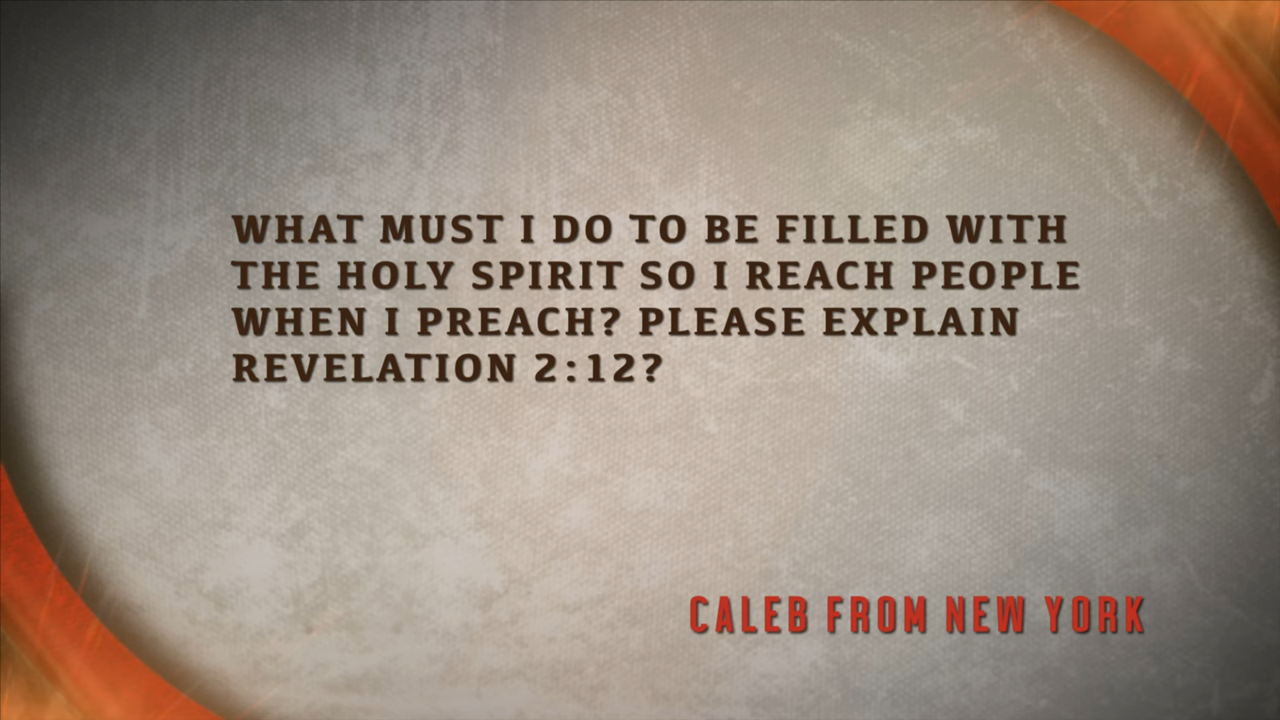 WHAT MUST I DO TO BE FILLED WITH
THE HOLY SPIRIT SO I REACH PEOPLE
WHEN I PREACH? PLEASE EXPLAIN
REVELATION 2:12?
CALEB FROM NEW YORK